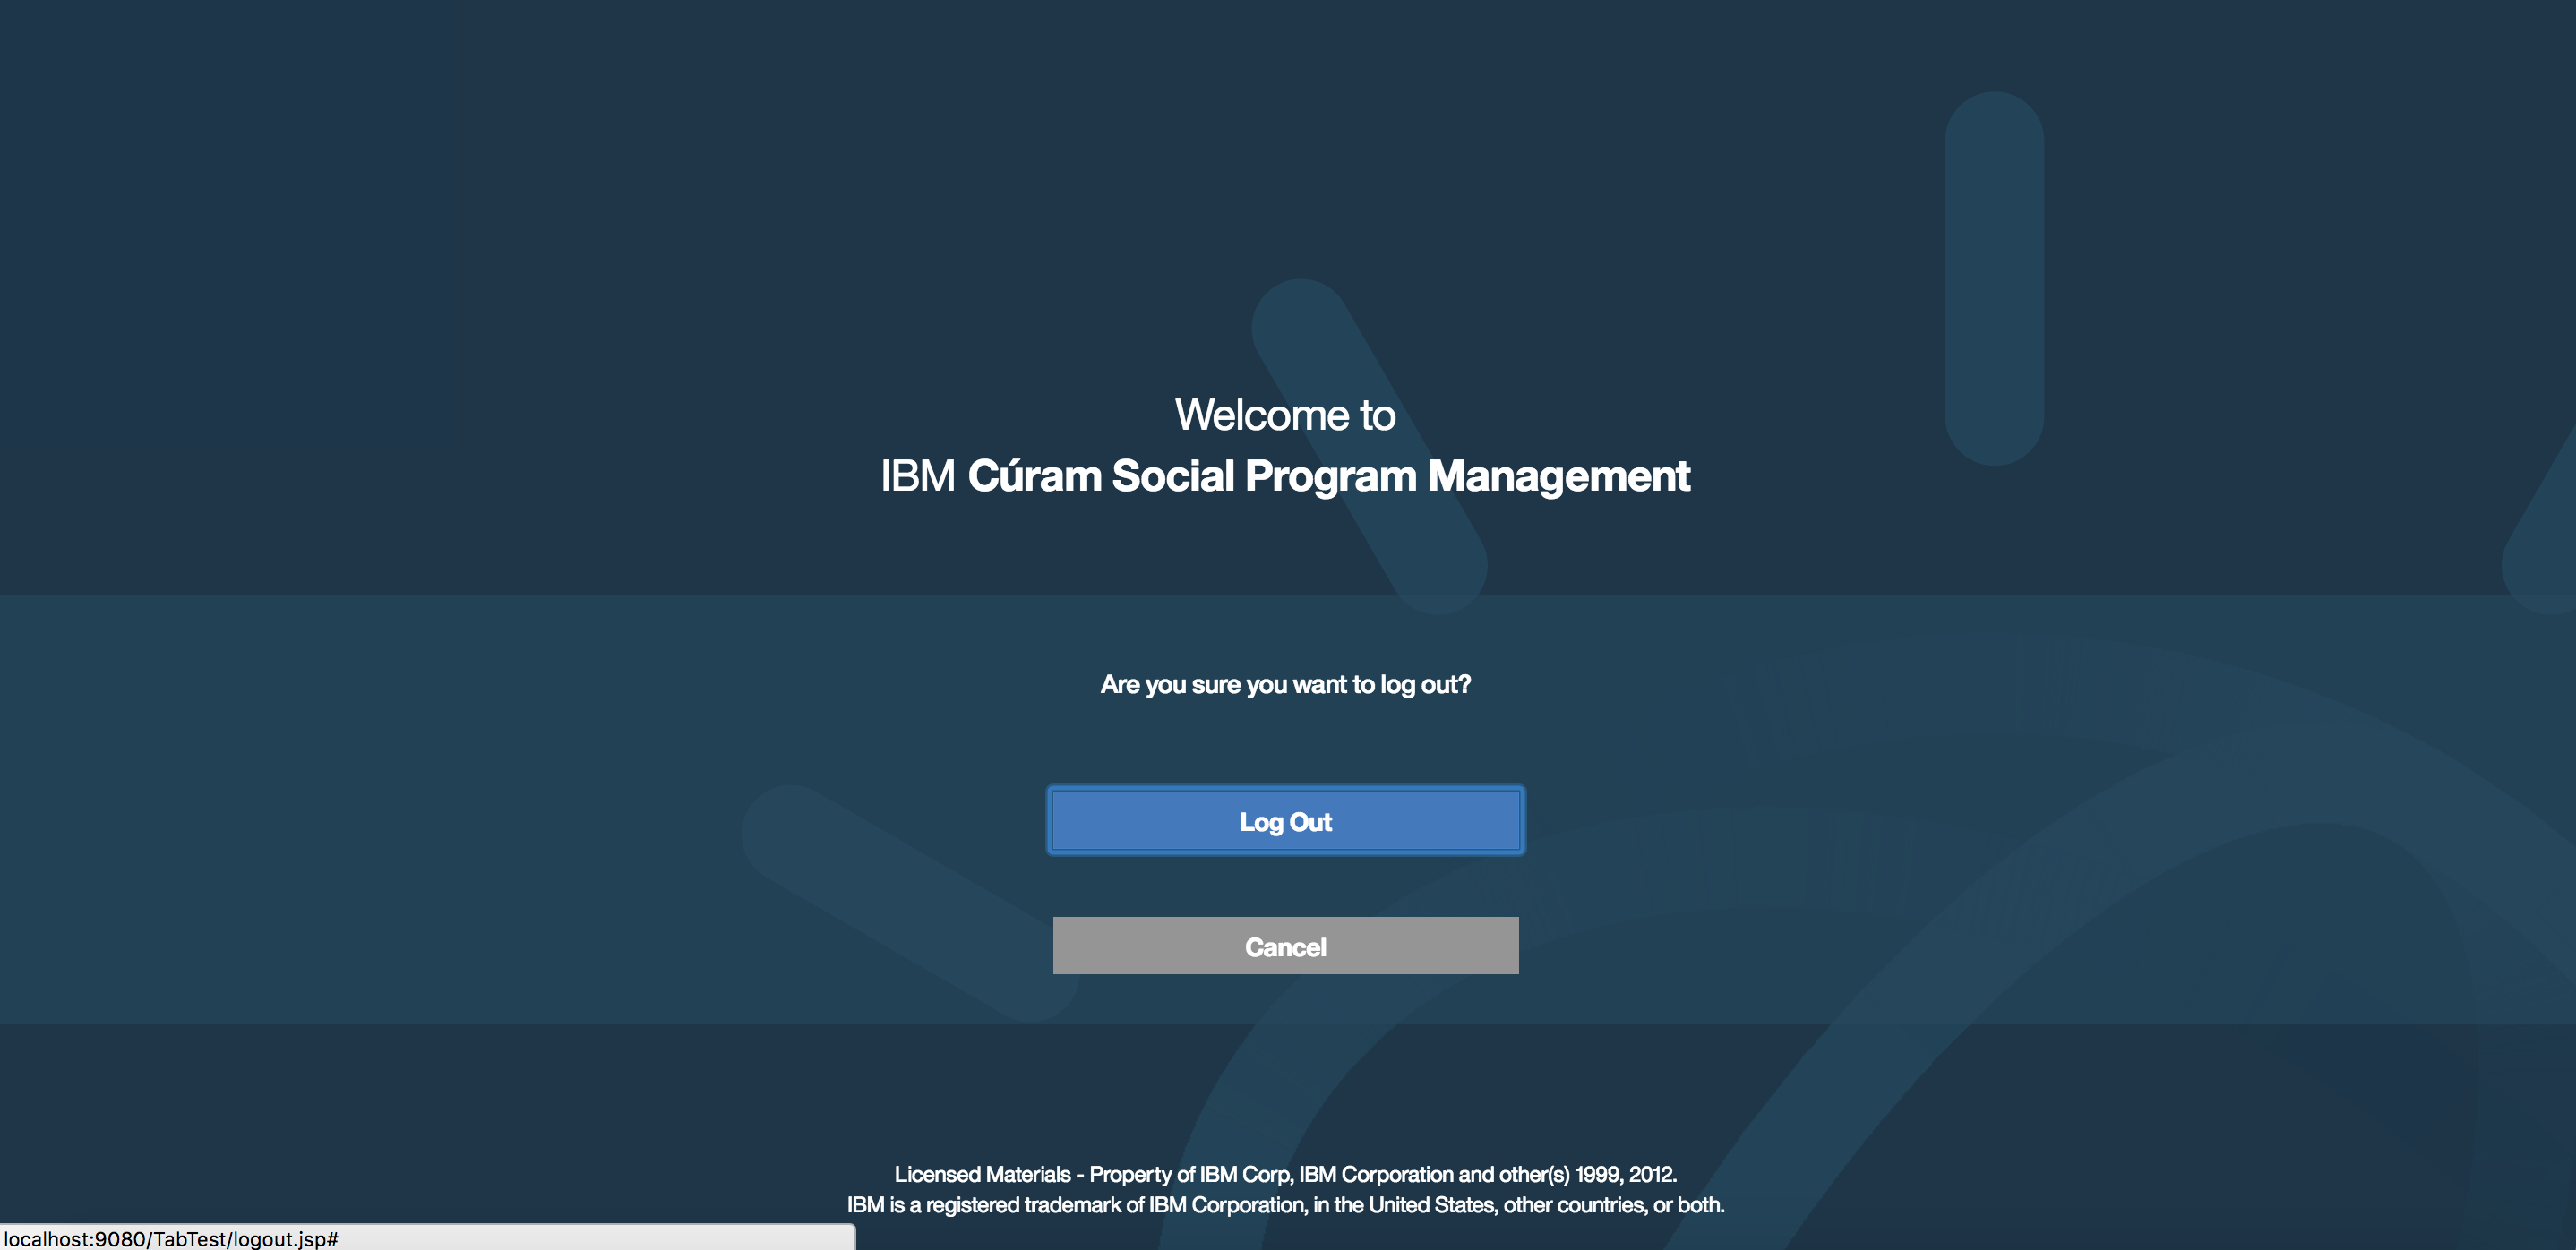 Welcome to
IBM Cúram Social Program Management
Are you sure you want to log out?
Log Out
Cancel
Licensed Materials - Property of IBM Corp, IBM Corporation and other(s) 1999, 2012.
IBM is a registered trademark of IBM Corporation, in the United States, other countries, or both.
localhost:9080/TabTest/logout.jsp#